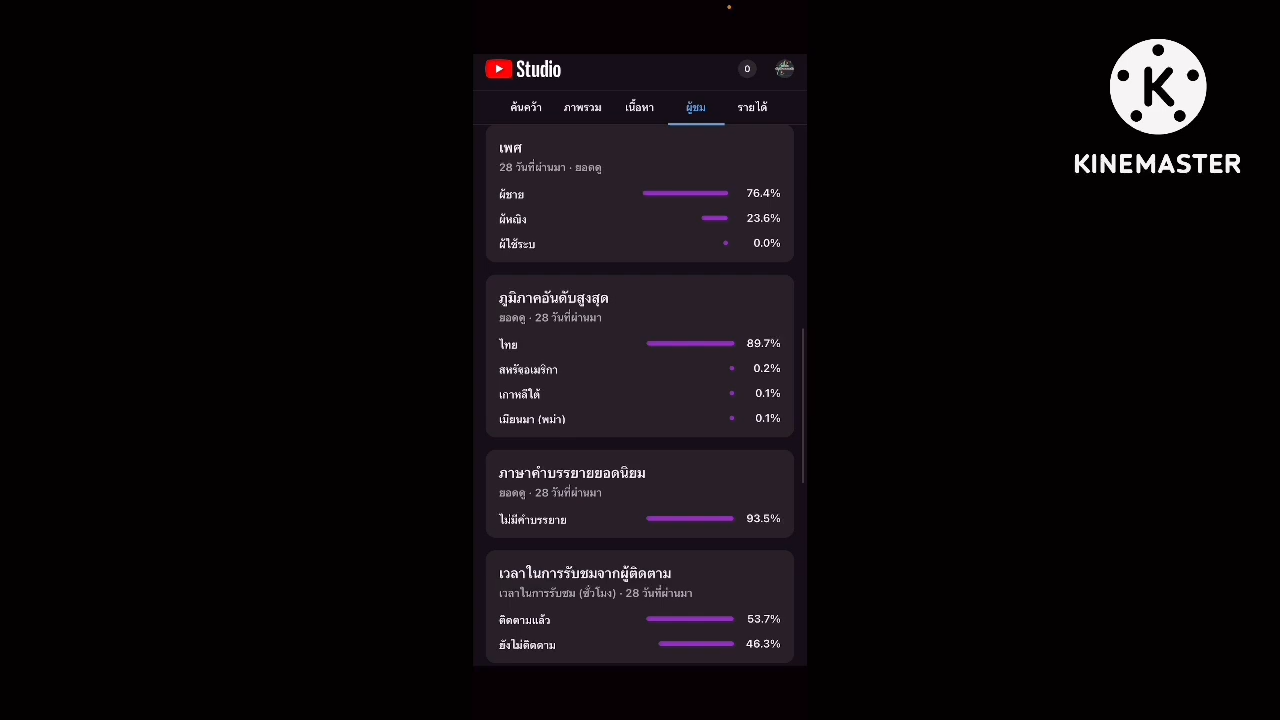 Studio
0
ค้นคว้า ภาพรวม เนื้อหา ผู้ชม รายได้
เพศ
28 วันที่ผ่านมา · ยอดดู
ผู้ชาย 76.4%
ผู้หญิง 23.6%
ผู้ใช้ระบุ 0.0%
ภูมิภาคอันดับสูงสุด
ยอดดู · 28 วันที่ผ่านมา
ไทย 89.7%
สหรัฐอเมริกา 0.2%
เกาหลีใต้ 0.1%
เมียนมา (พม่า) 0.1%
ภาษาคำบรรยายยอดนิยม
ยอดดู · 28 วันที่ผ่านมา
ไม่มีคำบรรยาย 93.5%
เวลาในการรับชมจากผู้ติดตาม
เวลาในการรับชม (ชั่วโมง) · 28 วันที่ผ่านมา
ติดตามแล้ว 53.7%
ยังไม่ติดตาม 46.3%
K
KINEMASTER